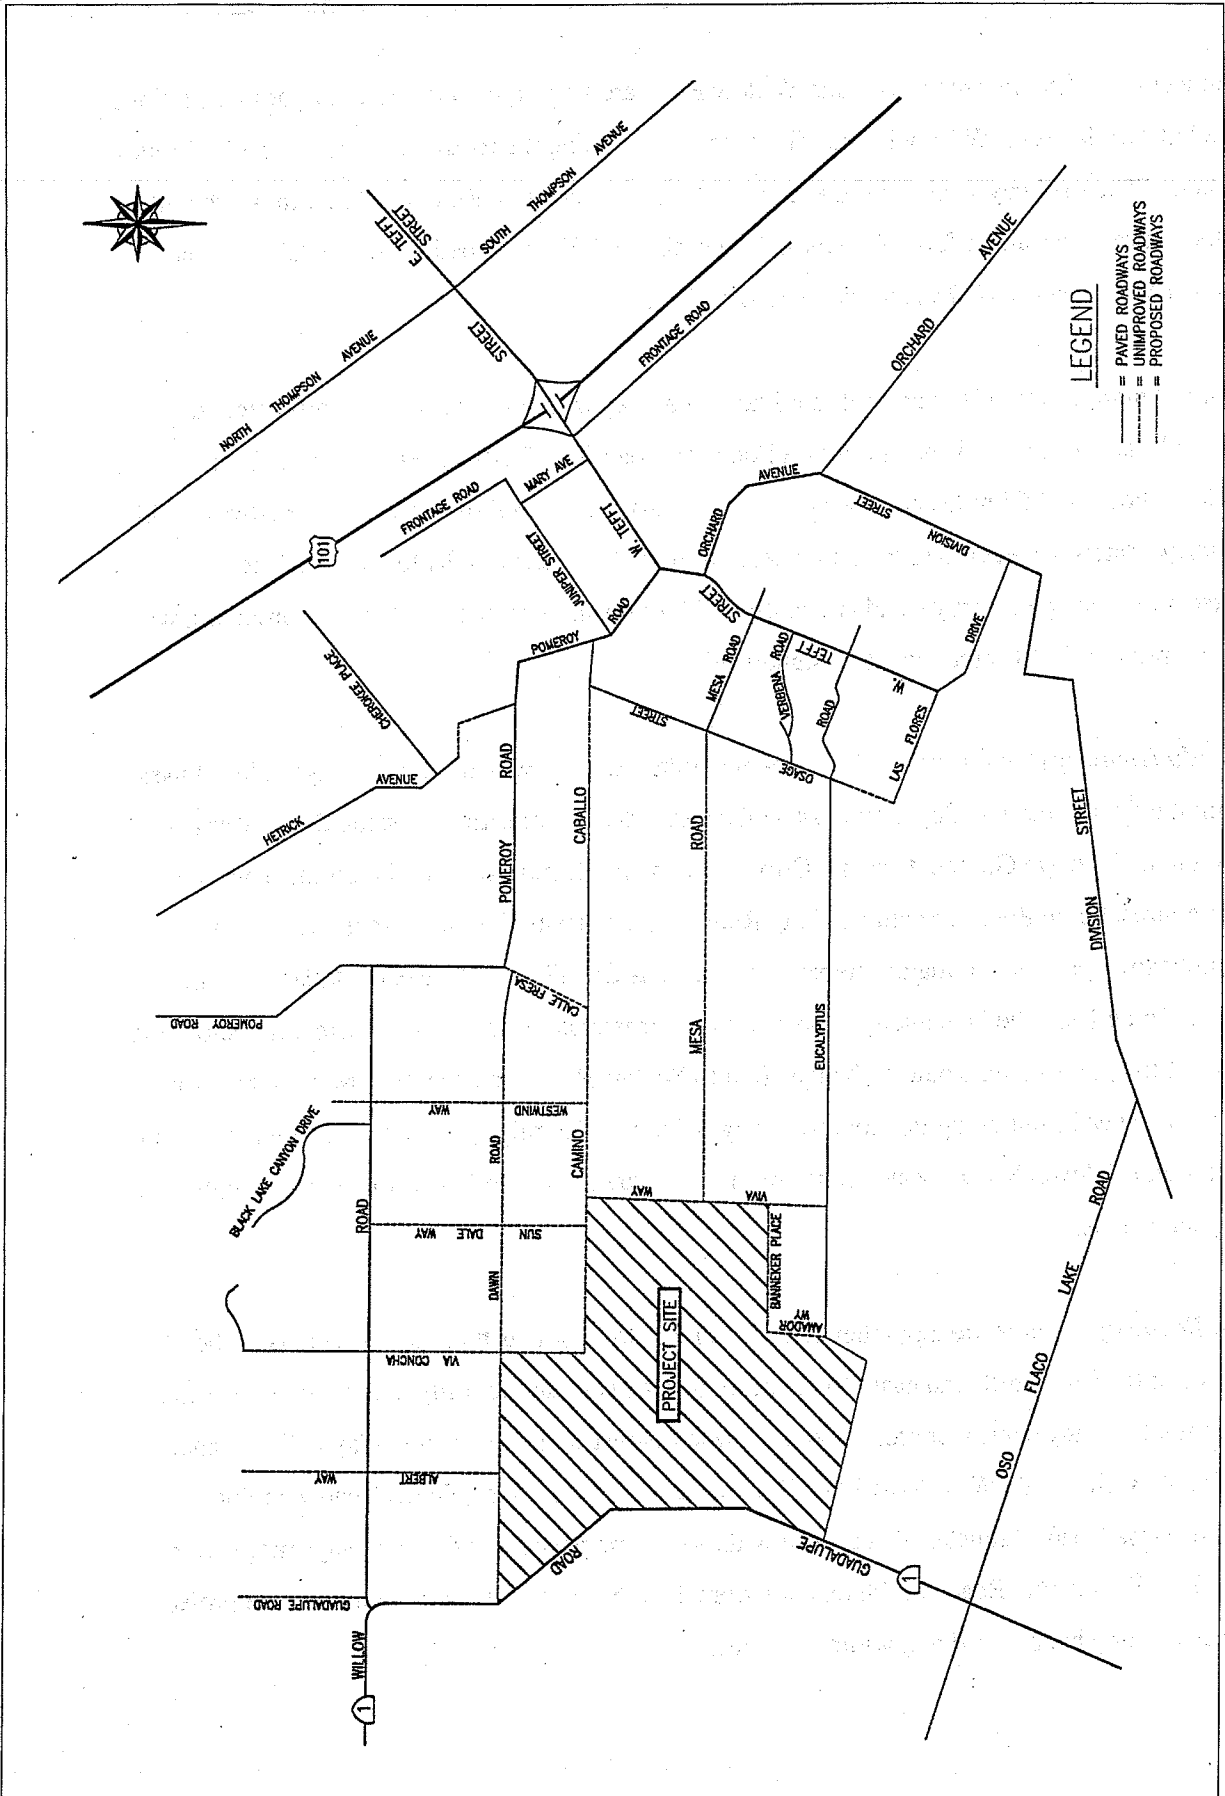 E. TEFFT
STREET
SOUTH THOMPSON AVENUE
NORTH THOMPSON AVENUE
STREET
FRONTAGE ROAD
ORCHARD AVENUE
101
FRONTAGE ROAD
MARY AVE
JUNIPER STREET
W. TEFFT
STREET
CHEROKEE PLACE
POMEROY ROAD
ORCHARD AVENUE
DIVISION STREET
HETRICK AVENUE
POMEROY ROAD
CAMINO CABALLO
OSAGE STREET
MESA ROAD
VERBENA ROAD
W. TEFFT
ROAD
LAS FLORES DRIVE
MESA ROAD
EUCALYPTUS
DIVISION STREET
POMEROY ROAD
CALLE FRESA
WESTWIND WAY
BLACK LAKE CANYON DRIVE
WILLOW ROAD
DAWN ROAD
SUN DALE WAY
VIVA WAY
BANNEKER PLACE
AMADOR
WY
VIA CONCHA
ALBERT WAY
PROJECT SITE
OSO FLACO LAKE ROAD
GUADALUPE ROAD
GUADALUPE ROAD
1
1
LEGEND
= PAVED ROADWAYS
= UNIMPROVED ROADWAYS
= PROPOSED ROADWAYS